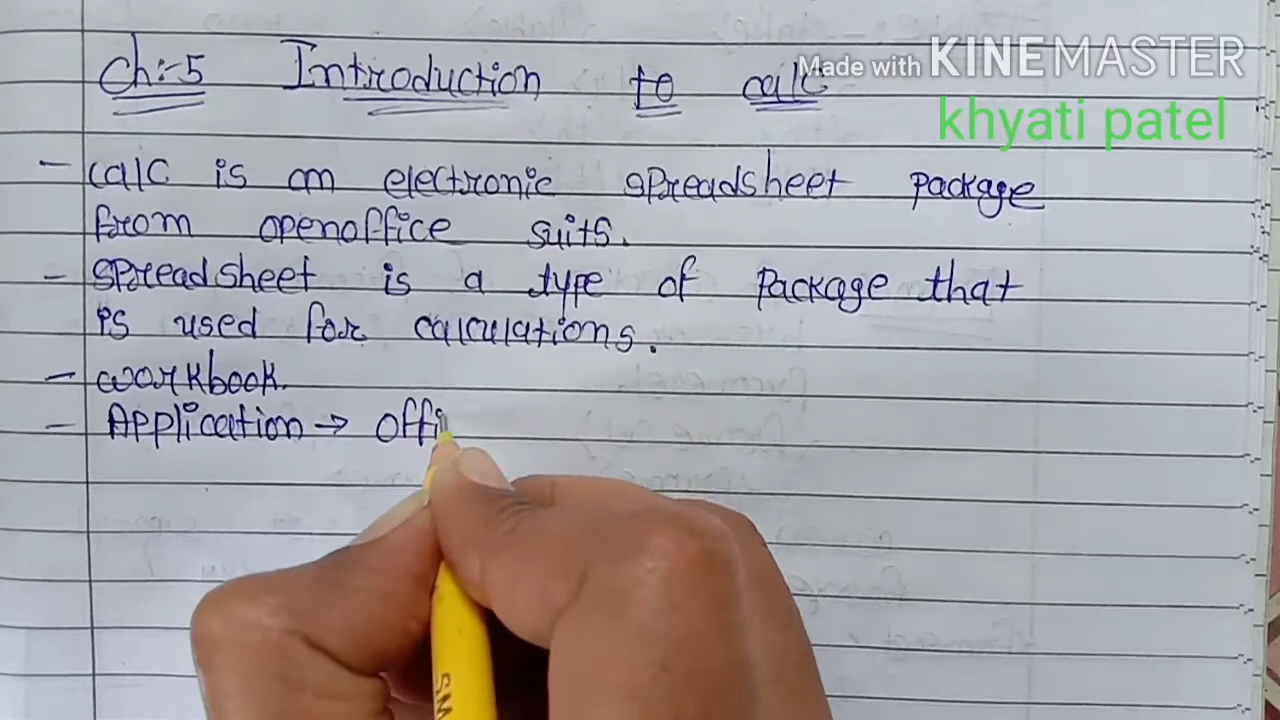 Ch:-5 Introduction to calc
Made with KINEMASTER
khyati patel
- calc is an electronic spreadsheet package
from openoffice suits.
- spreadsheet is a type of package that
is used for calculations.
- workbook.
- Application → offi
SM